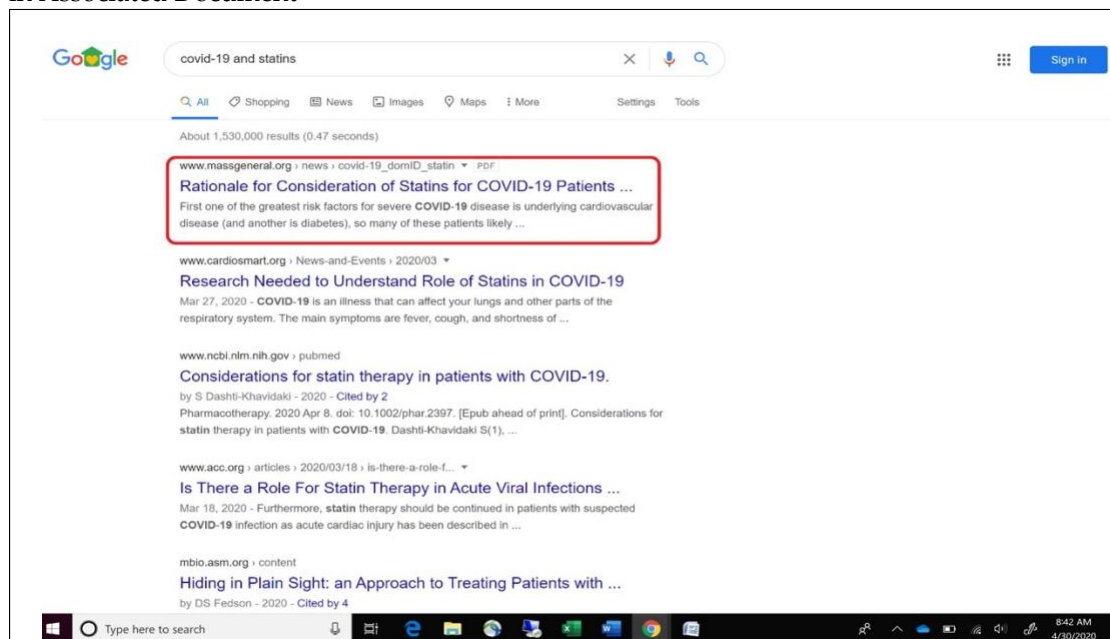 in Associated Document
Google
covid-19 and statins
Sign in
All Shopping News Images Maps More Settings Tools
About 1,530,000 results (0.47 seconds)
www.massgeneral.org › news › covid-19_domID_statin ▼ PDF
Rationale for Consideration of Statins for COVID-19 Patients ...
First one of the greatest risk factors for severe COVID-19 disease is underlying cardiovascular
disease (and another is diabetes), so many of these patients likely ...
www.cardiosmart.org › News-and-Events › 2020/03 ▼
Research Needed to Understand Role of Statins in COVID-19
Mar 27, 2020 - COVID-19 is an illness that can affect your lungs and other parts of the
respiratory system. The main symptoms are fever, cough, and shortness of ...
www.ncbi.nlm.nih.gov › pubmed
Considerations for statin therapy in patients with COVID-19.
by S Dashti-Khavidaki - 2020 - Cited by 2
Pharmacotherapy. 2020 Apr 8. doi: 10.1002/phar.2397. [Epub ahead of print]. Considerations for
statin therapy in patients with COVID-19. Dashti-Khavidaki S(1), ...
www.acc.org › articles › 2020/03/18 › is-there-a-role-f... ▼
Is There a Role For Statin Therapy in Acute Viral Infections ...
Mar 18, 2020 - Furthermore, statin therapy should be continued in patients with suspected
COVID-19 infection as acute cardiac injury has been described in ...
mbio.asm.org › content
Hiding in Plain Sight: an Approach to Treating Patients with ...
by DS Fedson - 2020 - Cited by 4
Type here to search
8:42 AM
4/30/2020